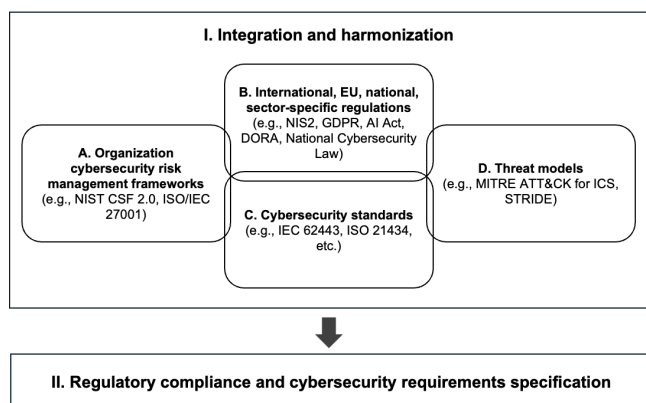 I. Integration and harmonization
B. International, EU, national,
sector-specific regulations
(e.g., NIS2, GDPR, AI Act,
DORA, National Cybersecurity
Law)
A. Organization
cybersecurity risk
management frameworks
(e.g., NIST CSF 2.0, ISO/IEC
27001)
D. Threat models
(e.g., MITRE ATT&CK for ICS,
STRIDE)
C. Cybersecurity standards
(e.g., IEC 62443, ISO 21434,
etc.)
II. Regulatory compliance and cybersecurity requirements specification